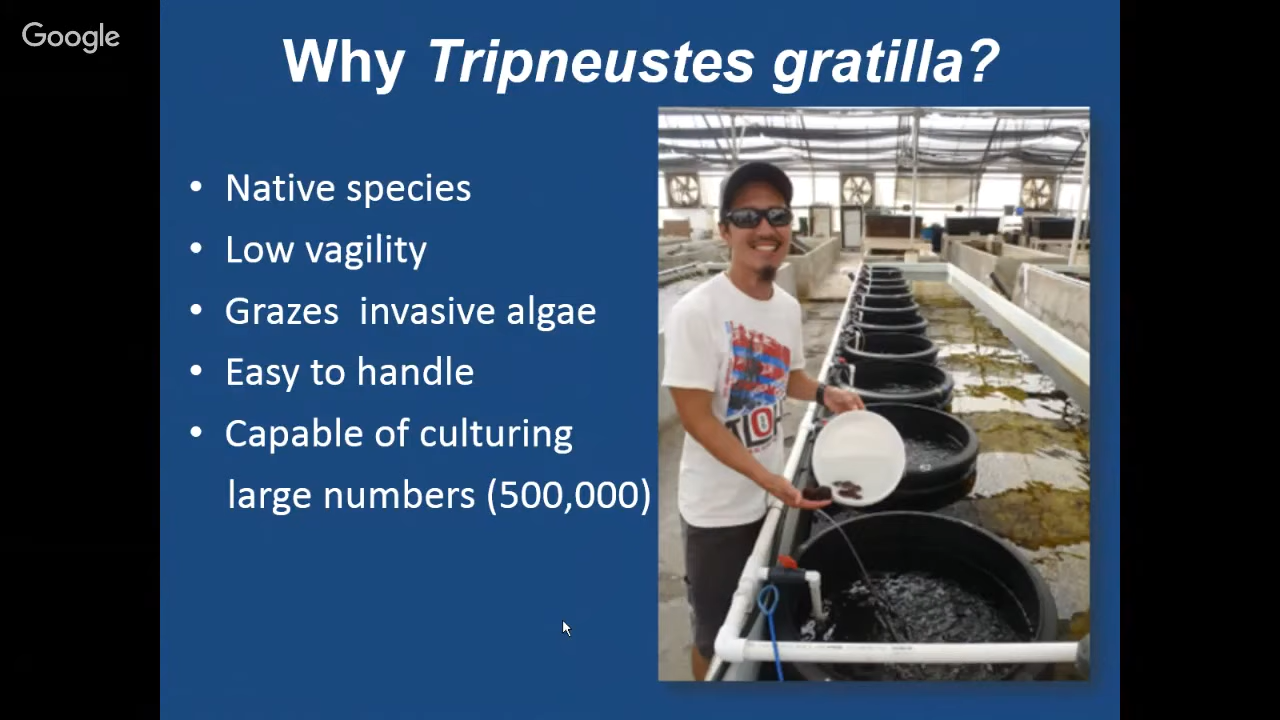 Google
Why Tripneustes gratilla?
• Native species
• Low vagility
• Grazes  invasive algae
• Easy to handle
• Capable of culturing
large numbers (500,000)